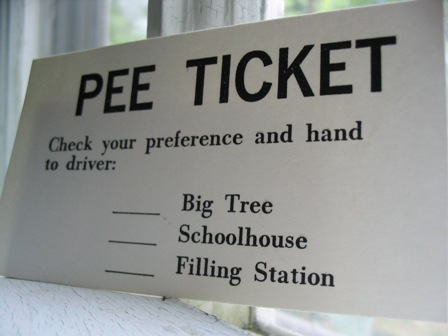 PEE TICKET
Check your preference and hand
to driver:
____ Big Tree
____ Schoolhouse
____ Filling Station